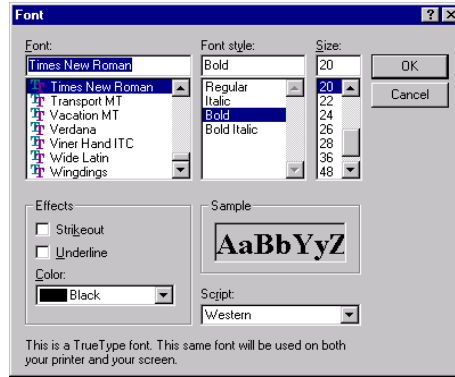 Font
Font: Font style: Size:
Times New Roman Bold 20 OK
Times New Roman Regular 20 Cancel
Transport MT Italic 22
Vacation MT Bold 24
Verdana Bold Italic 26
Viner Hand ITC 28
Wide Latin 36
Wingdings 48
Effects Sample
Strikeout
Underline
AaBbYyZ
Color:
Black
Script:
Western
This is a TrueType font. This same font will be used on both
your printer and your screen.